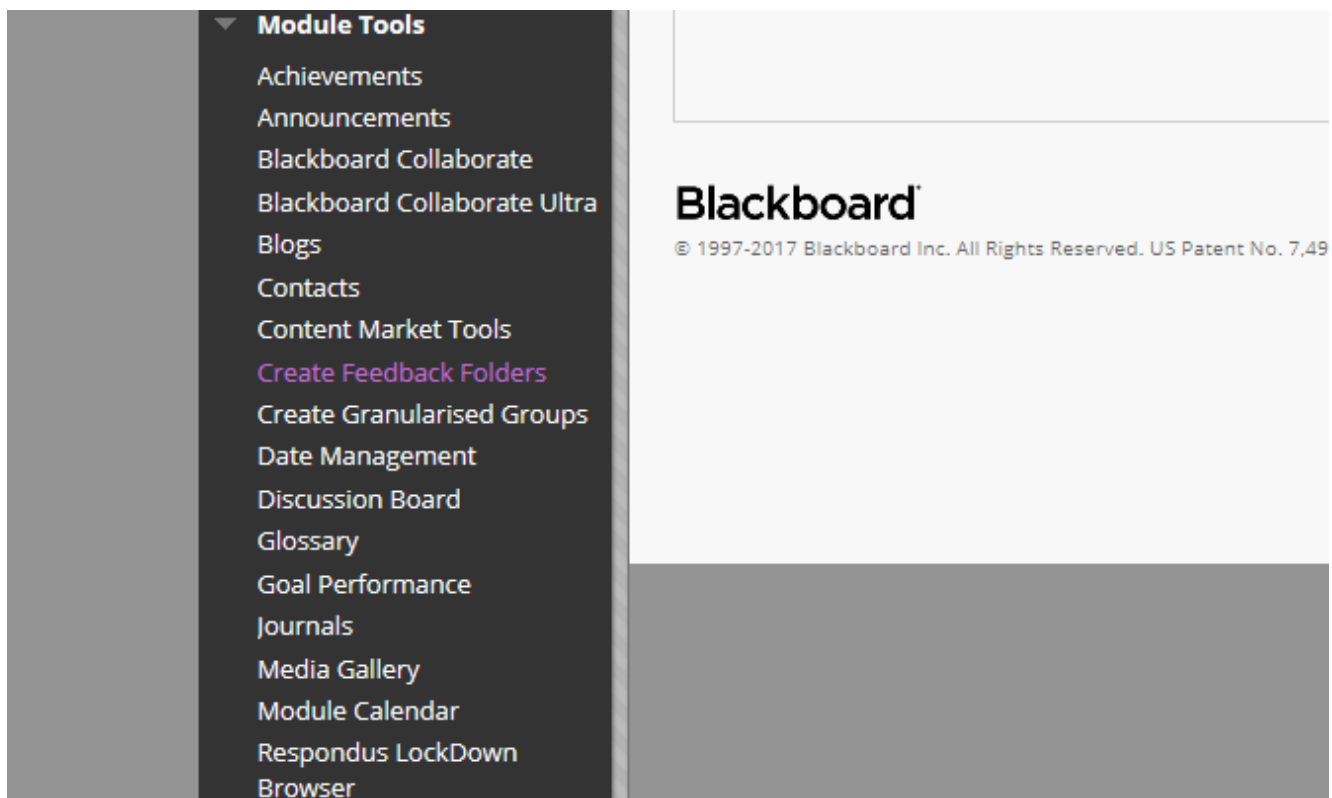 Module Tools
Achievements
Announcements
Blackboard Collaborate
Blackboard Collaborate Ultra
Blogs
Contacts
Content Market Tools
Create Feedback Folders
Create Granularised Groups
Date Management
Discussion Board
Glossary
Goal Performance
Journals
Media Gallery
Module Calendar
Respondus LockDown
Browser
Blackboard
© 1997-2017 Blackboard Inc. All Rights Reserved. US Patent No. 7,49